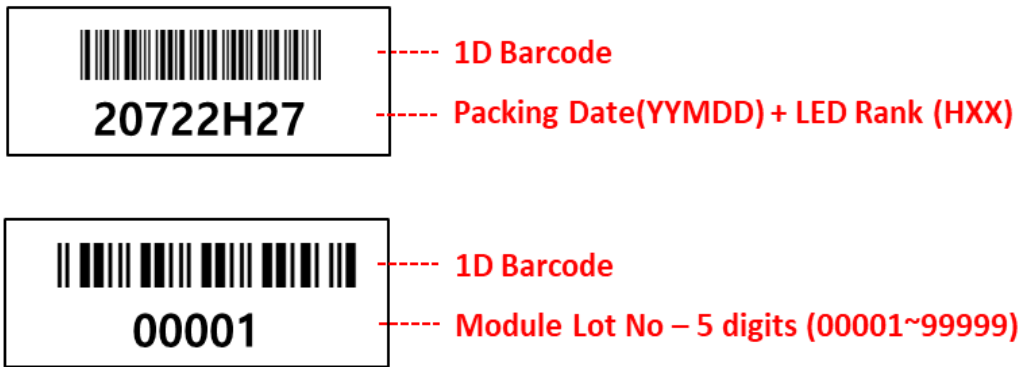 1D Barcode
20722H27
Packing Date(YYMDD) + LED Rank (HXX)
1D Barcode
00001
Module Lot No – 5 digits (00001~99999)